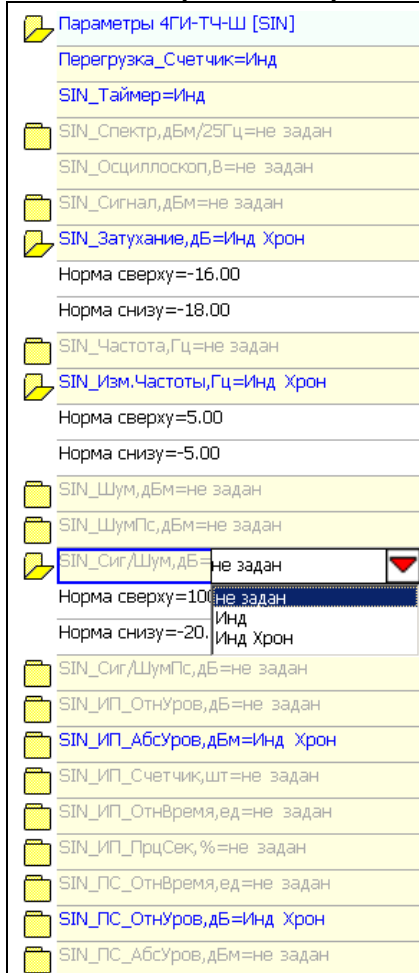 Параметры 4ГИ-ТЧ-Ш [SIN]
Перегрузка_Счетчик=Инд
SIN_Таймер=Инд
SIN_Спектр,дБм/25Гц=не задан
SIN_Осциллоскоп,В=не задан
SIN_Сигнал,дБм=не задан
SIN_Затухание,дБ=Инд Хрон
Норма сверху=-16.00
Норма снизу=-18.00
SIN_Частота,Гц=не задан
SIN_Изм.Частоты,Гц=Инд Хрон
Норма сверху=5.00
Норма снизу=-5.00
SIN_Шум,дБм=не задан
SIN_ШумПс,дБм=не задан
SIN_Сиг/Шум,дБ=не задан
Норма сверху=100 не задан
Инд
Норма снизу=-20. Инд Хрон
SIN_Сиг/ШумПс,дБ=не задан
SIN_ИП_ОтнУров,дБ=не задан
SIN_ИП_АбсУров,дБм=Инд Хрон
SIN_ИП_Счетчик,шт=не задан
SIN_ИП_ОтнВремя,ед=не задан
SIN_ИП_ПрцСек,%=не задан
SIN_ПС_ОтнВремя,ед=не задан
SIN_ПС_ОтнУров,дБ=Инд Хрон
SIN_ПС_АбсУров,дБм=не задан